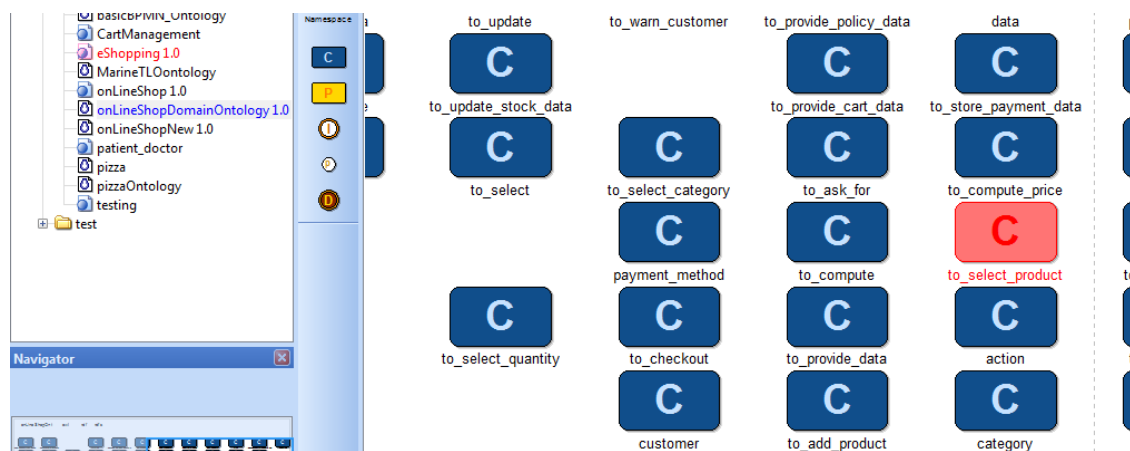 basicBPMN_Ontology
CartManagement
eShopping 1.0
MarineTLOontology
onLineShop 1.0
onLineShopDomainOntology 1.0
onLineShopNew 1.0
patient_doctor
pizza
pizzaOntology
testing
test
Navigator
Namespace
C
P
I
P
D
to_update
to_warn_customer
to_provide_policy_data
data
C
C
C
to_update_stock_data
to_provide_cart_data
to_store_payment_data
C
C
C
C
to_select
to_select_category
to_ask_for
to_compute_price
C
C
C
payment_method
to_compute
to_select_product
C
C
C
C
to_select_quantity
to_checkout
to_provide_data
action
C
C
C
customer
to_add_product
category